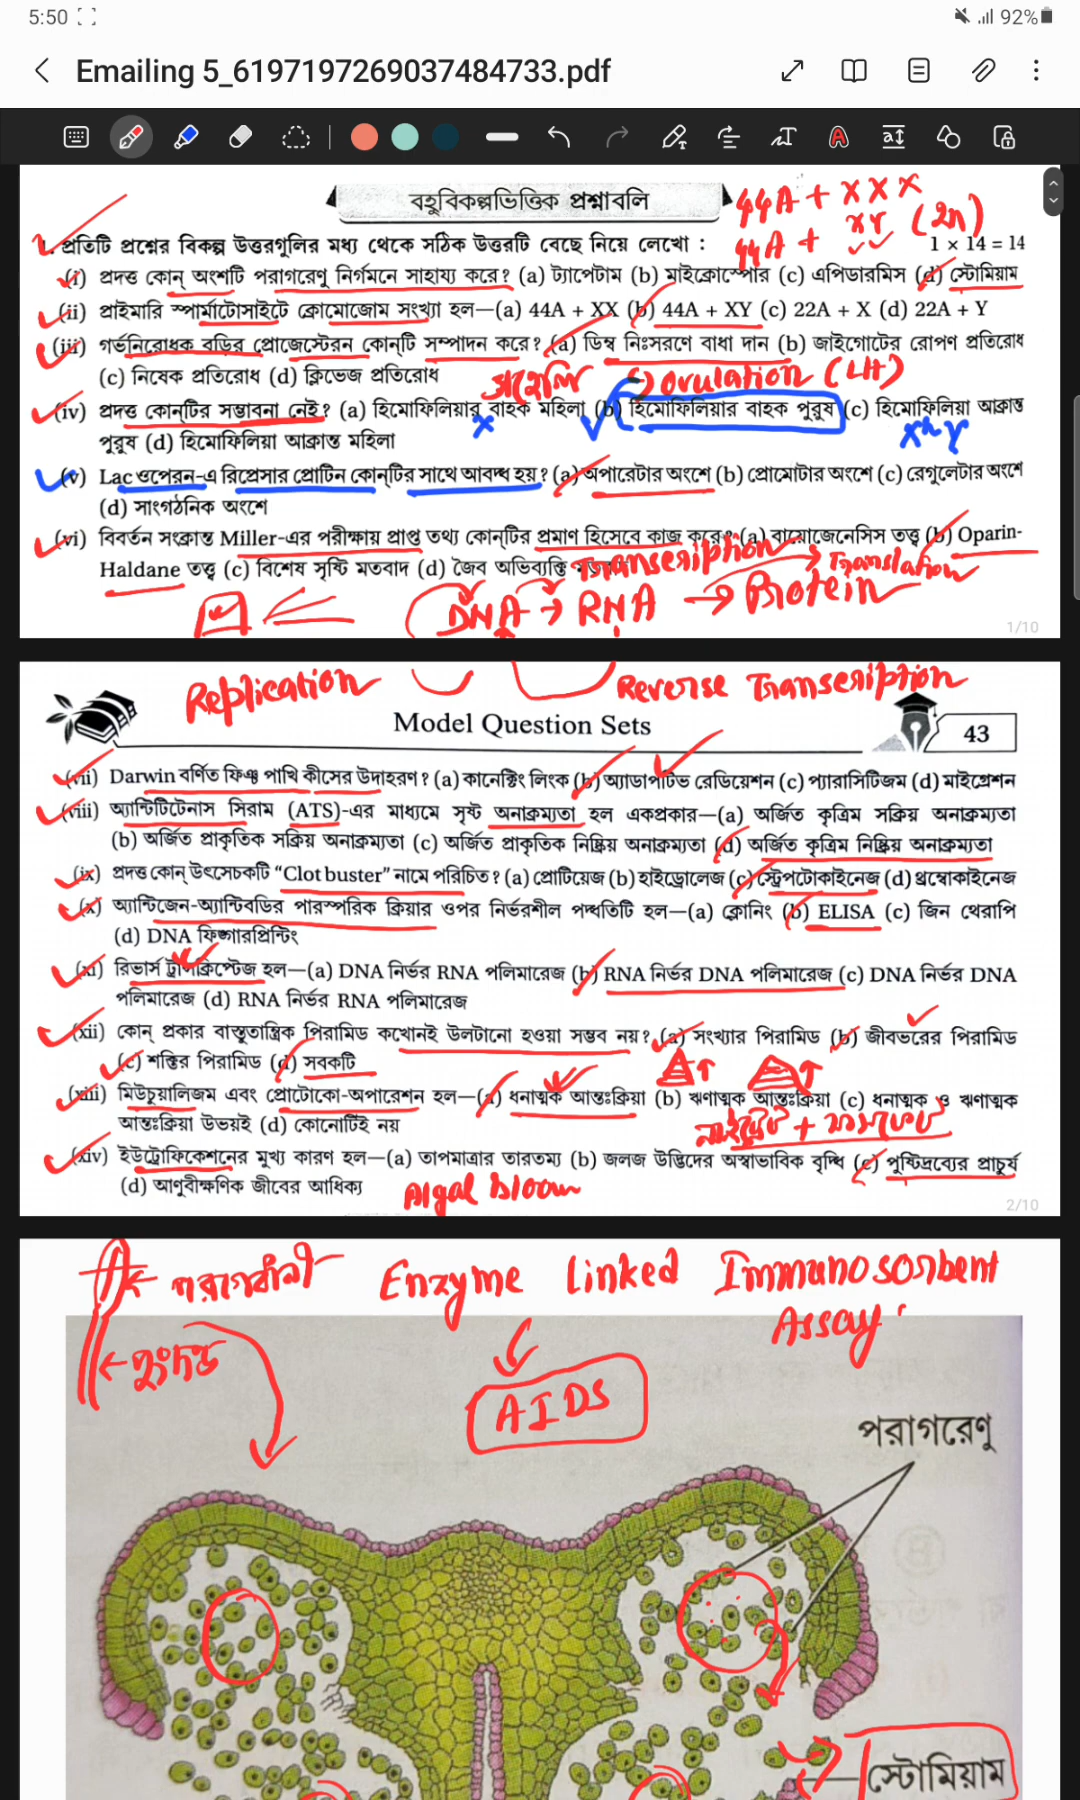 5:50
92%
Emailing 5_6197197269037484733.pdf
বহুবিকল্পভিত্তিক প্রশ্নাবলি
44A + XXX
44A + XY (2n)
1. প্রতিটি প্রশ্নের বিকল্প উত্তরগুলির মধ্য থেকে সঠিক উত্তরটি বেছে নিয়ে লেখো : 1 × 14 = 14
(i) প্রদত্ত কোন্ অংশটি পরাগরেণু নির্গমনে সাহায্য করে? (a) ট্যাপেটাম (b) মাইক্রোস্পোর (c) এপিডারমিস (d) স্টোমিয়াম
(ii) প্রাইমারি স্পার্মাটোসাইটে ক্রোমোজোম সংখ্যা হল—(a) 44A + XX (b) 44A + XY (c) 22A + X (d) 22A + Y
(iii) গর্ভনিরোধক বড়ির প্রোজেস্টেরন কোন্‌টি সম্পাদন করে? (a) ডিম্ব নিঃসরণে বাধা দান (b) জাইগোটের রোপণ প্রতিরোধ
(c) নিষেক প্রতিরোধ (d) ক্লিভেজ প্রতিরোধ
Ovulation (LH)
(iv) প্রদত্ত কোন্‌টির সম্ভাবনা নেই? (a) হিমোফিলিয়ার বাহক মহিলা (b) হিমোফিলিয়ার বাহক পুরুষ (c) হিমোফিলিয়া আক্রান্ত
পুরুষ (d) হিমোফিলিয়া আক্রান্ত মহিলা
(v) Lac ওপেরন-এ রিপ্রেসার প্রোটিন কোন্‌টির সাথে আবদ্ধ হয়? (a) অপারেটার অংশে (b) প্রোমোটার অংশে (c) রেগুলেটার অংশে
(d) সাংগঠনিক অংশে
(vi) বিবর্তন সংক্রান্ত Miller-এর পরীক্ষায় প্রাপ্ত তথ্য কোন্‌টির প্রমাণ হিসেবে কাজ করে? (a) বায়োজেনেসিস তত্ত্ব (b) Oparin-
Haldane তত্ত্ব (c) বিশেষ সৃষ্টি মতবাদ (d) জৈব অভিব্যক্তি
Transcription Translation
DNA → RNA → Protein
1/10
Replication Reverse Transcription
Model Question Sets
43
(vii) Darwin বর্ণিত ফিঞ্চ পাখি কীসের উদাহরণ? (a) কানেক্টিং লিংক (b) অ্যাডাপটিভ রেডিয়েশন (c) প্যারাসিটিজম (d) মাইগ্রেশন
(viii) অ্যান্টিটিটেনাস সিরাম (ATS)-এর মাধ্যমে সৃষ্ট অনাক্রম্যতা হল একপ্রকার—(a) অর্জিত কৃত্রিম সক্রিয় অনাক্রম্যতা
(b) অর্জিত প্রাকৃতিক সক্রিয় অনাক্রম্যতা (c) অর্জিত প্রাকৃতিক নিষ্ক্রিয় অনাক্রম্যতা (d) অর্জিত কৃত্রিম নিষ্ক্রিয় অনাক্রম্যতা
(ix) প্রদত্ত কোন্ উৎসেচকটি “Clot buster” নামে পরিচিত? (a) প্রোটিয়েজ (b) হাইড্রোলেজ (c) স্ট্রেপটোকাইনেজ (d) থ্রম্বোকাইনেজ
(x) অ্যান্টিজেন-অ্যান্টিবডির পারস্পরিক ক্রিয়ার ওপর নির্ভরশীল পদ্ধতিটি হল—(a) ক্লোনিং (b) ELISA (c) জিন থেরাপি
(d) DNA ফিঙ্গারপ্রিন্টিং
(xi) রিভার্স ট্রান্সক্রিপ্টেজ হল—(a) DNA নির্ভর RNA পলিমারেজ (b) RNA নির্ভর DNA পলিমারেজ (c) DNA নির্ভর DNA
পলিমারেজ (d) RNA নির্ভর RNA পলিমারেজ
(xii) কোন্ প্রকার বাস্তুতান্ত্রিক পিরামিড কখোনই উলটানো হওয়া সম্ভব নয়? (a) সংখ্যার পিরামিড (b) জীবভরের পিরামিড
(c) শক্তির পিরামিড (d) সবকটি
(xiii) মিউচুয়ালিজম এবং প্রোটোকো-অপারেশন হল—(a) ধনাত্মক আন্তঃক্রিয়া (b) ঋণাত্মক আন্তঃক্রিয়া (c) ধনাত্মক ও ঋণাত্মক
আন্তঃক্রিয়া উভয়ই (d) কোনোটিই নয়
নাইট্রেট + ফসফেট
(xiv) ইউট্রোফিকেশনের মুখ্য কারণ হল—(a) তাপমাত্রার তারতম্য (b) জলজ উদ্ভিদের অস্বাভাবিক বৃদ্ধি (c) পুষ্টিদ্রব্যের প্রাচুর্য
(d) আণুবীক্ষণিক জীবের আধিক্য
Algal bloom
2/10
পরাগধানী Enzyme linked Immunosorbent
Assay
পুংদণ্ড
AIDS
পরাগরেণু
স্টোমিয়াম